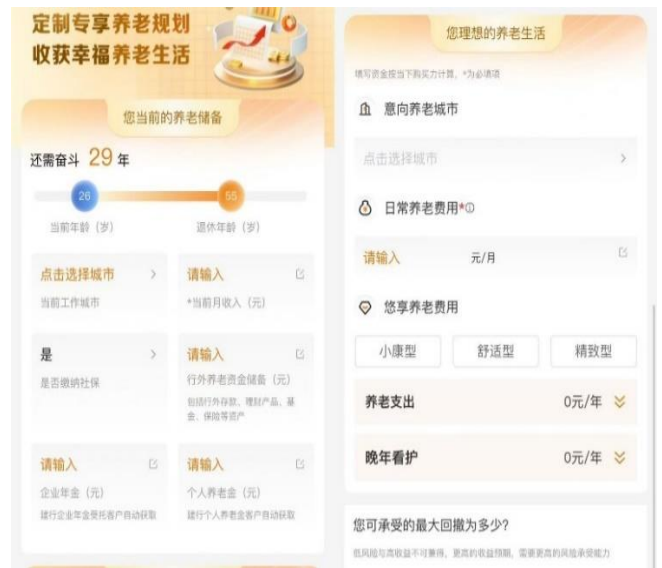 定制专享养老规划
收获幸福养老生活
您当前的养老储备
还需奋斗 29 年
26
55
当前年龄（岁）
退休年龄（岁）
点击选择城市
当前工作城市
请输入
*当前月收入（元）
是
是否缴纳社保
请输入
行外养老资金储备（元）
包括行外存款、理财产品、基
金、保险等资产
请输入
企业年金（元）
建行企业年金受托客户自动获取
请输入
个人养老金（元）
建行个人养老金客户自动获取
您理想的养老生活
填写资金按当下购买力计算，*为必填项
意向养老城市
点击选择城市
日常养老费用*
请输入 元/月
悠享养老费用
小康型 舒适型 精致型
养老支出 0元/年
晚年看护 0元/年
您可承受的最大回撤为多少?
低风险与高收益不可兼得，更高的收益预期，需要更高的风险承受能力